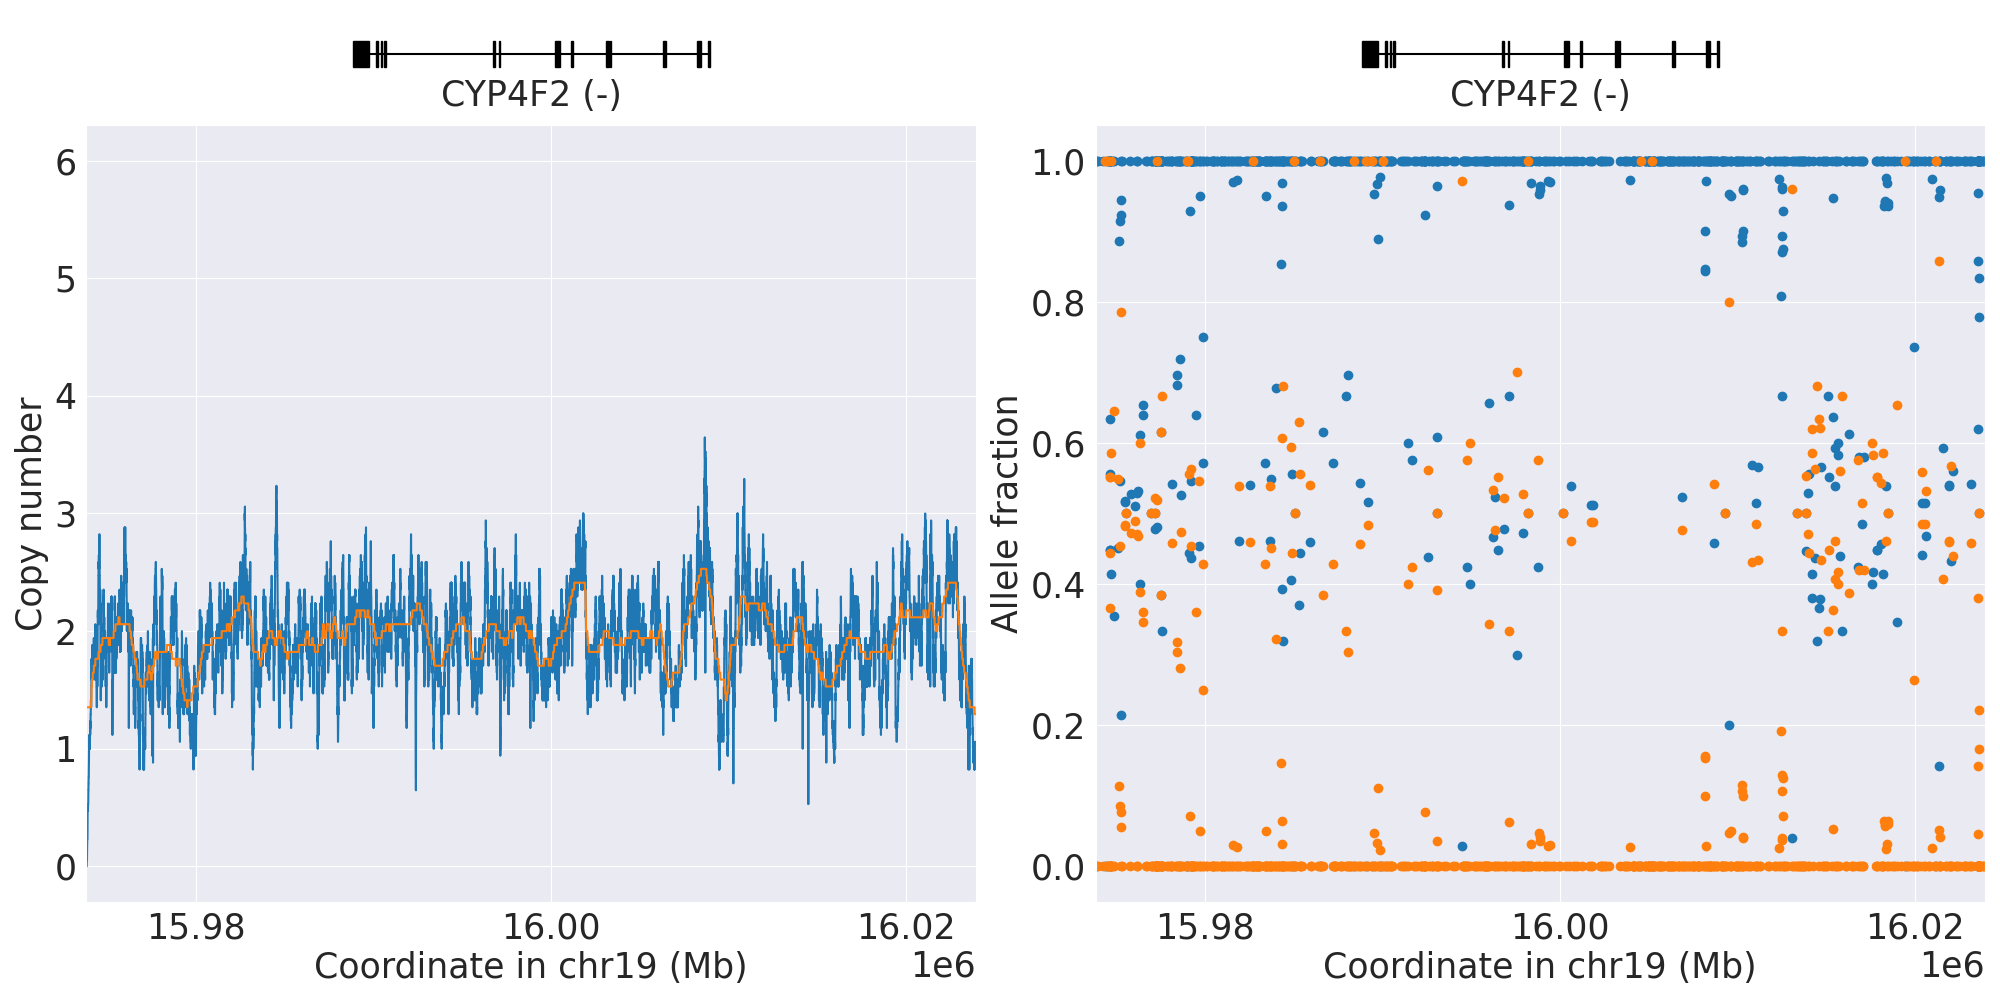 CYP4F2 (-)
CYP4F2 (-)
Copy number
6
5
4
3
2
1
0
15.98
16.00
16.02
Coordinate in chr19 (Mb)
1e6
Allele fraction
1.0
0.8
0.6
0.4
0.2
0.0
15.98
16.00
16.02
Coordinate in chr19 (Mb)
1e6